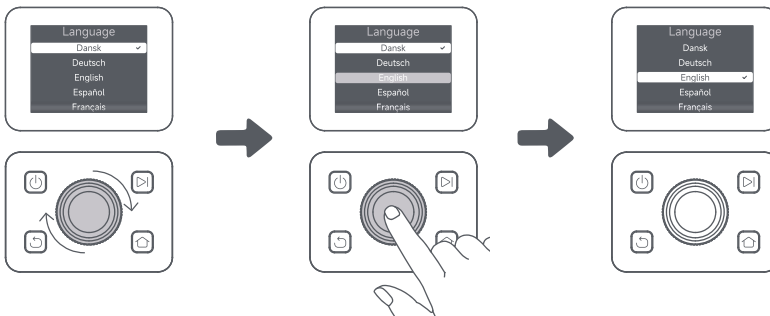 Language
Dansk
Deutsch
English
Español
Français
Language
Dansk
Deutsch
English
Español
Français
Language
Dansk
Deutsch
English
Español
Français